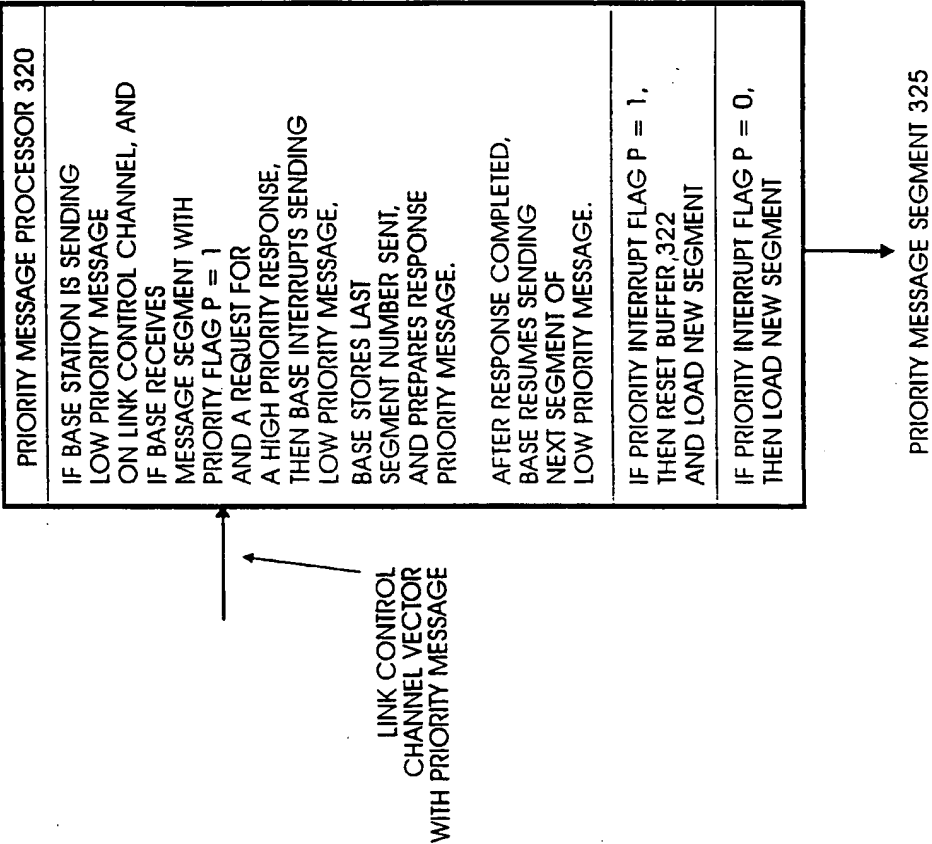 PRIORITY MESSAGE PROCESSOR 320
IF BASE STATION IS SENDING
LOW PRIORITY MESSAGE
ON LINK CONTROL CHANNEL, AND
IF BASE RECEIVES
MESSAGE SEGMENT WITH
PRIORITY FLAG P = 1
AND A REQUEST FOR
A HIGH PRIORITY RESPONSE,
THEN BASE INTERRUPTS SENDING
LOW PRIORITY MESSAGE,
BASE STORES LAST
SEGMENT NUMBER SENT,
AND PREPARES RESPONSE
PRIORITY MESSAGE.
AFTER RESPONSE COMPLETED,
BASE RESUMES SENDING
NEXT SEGMENT OF
LOW PRIORITY MESSAGE.
IF PRIORITY INTERRUPT FLAG P = 1,
THEN RESET BUFFER,322
AND LOAD NEW SEGMENT
IF PRIORITY INTERRUPT FLAG P = 0,
THEN LOAD NEW SEGMENT
LINK CONTROL
CHANNEL VECTOR
WITH PRIORITY MESSAGE
PRIORITY MESSAGE SEGMENT 325